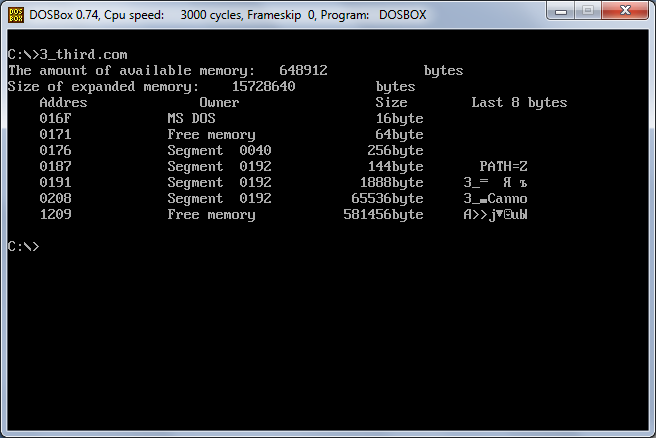 DOSBox 0.74, Cpu speed: 3000 cycles, Frameskip 0, Program: DOSBOX
C:\>3_third.com
The amount of available memory: 648912 bytes
Size of expanded memory: 15728640 bytes
Addres Owner Size Last 8 bytes
016F MS DOS 16byte
0171 Free memory 64byte
0176 Segment 0040 256byte
0187 Segment 0192 144byte PATH=Z
0191 Segment 0192 1888byte 3_= Я ъ
0208 Segment 0192 65536byte 3_▬Canno
1209 Free memory 581456byte A>>j▼☺uW
C:\>